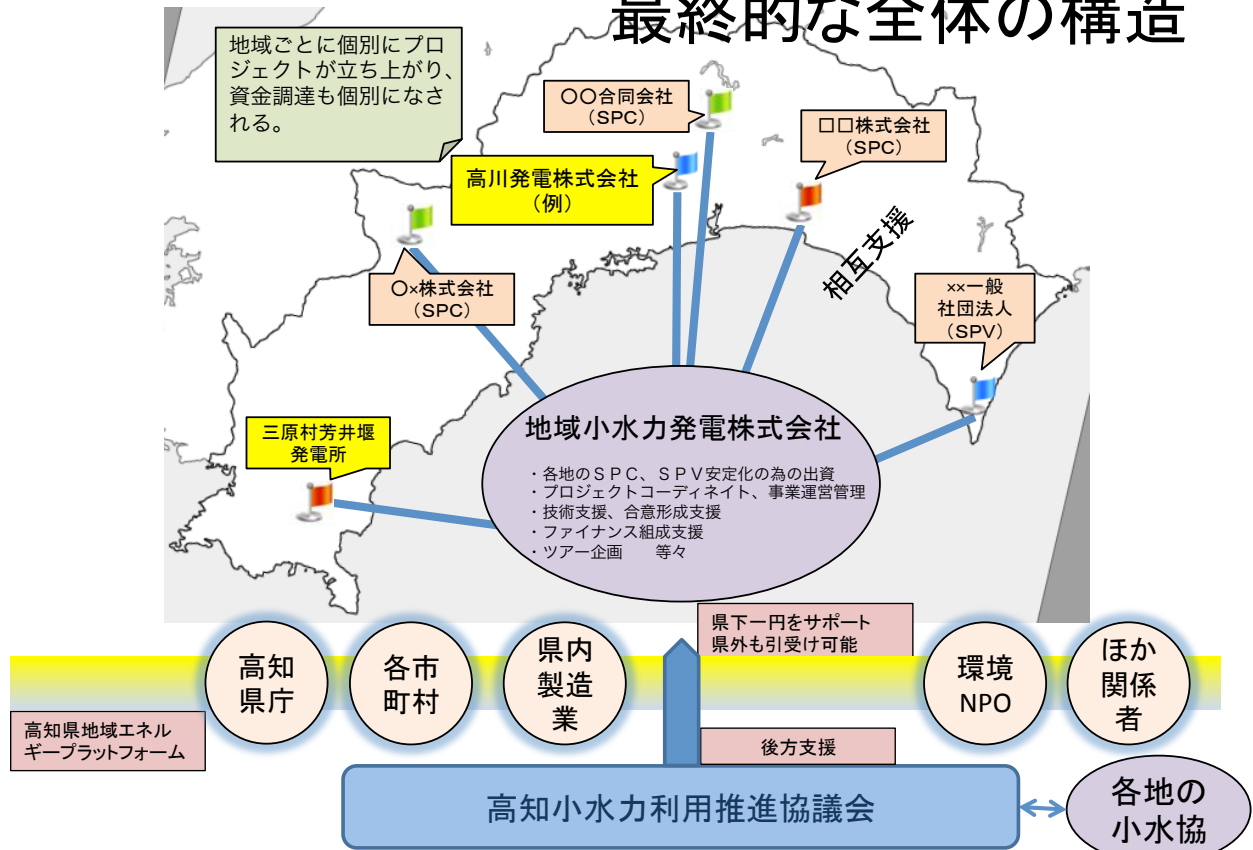 最終的な全体の構造
地域ごとに個別にプロ
ジェクトが立ち上がり、
資金調達も個別になさ
れる。
〇〇合同会社
（SPC）
□□株式会社
（SPC）
高川発電株式会社
（例）
〇×株式会社
（SPC）
相互支援
××一般
社団法人
（SPV）
三原村芳井堰
発電所
地域小水力発電株式会社
・各地のＳＰＣ、ＳＰＶ安定化の為の出資
・プロジェクトコーディネイト、事業運営管理
・技術支援、合意形成支援
・ファイナンス組成支援
・ツアー企画　　等々
県下一円をサポート
県外も引受け可能
高知
県庁
各市
町村
県内
製造
業
環境
NPO
ほか
関係
者
高知県地域エネル
ギープラットフォーム
後方支援
高知小水力利用推進協議会
各地の
小水協